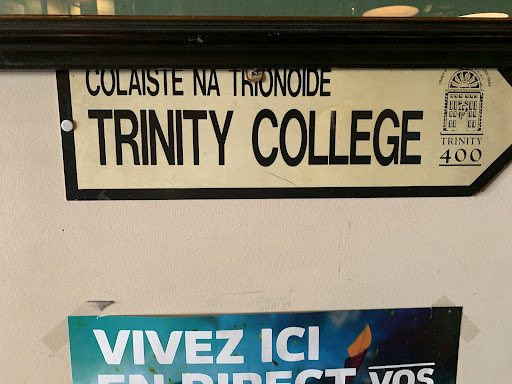 COLAISTE NA TRIONOIDE
TRINITY COLLEGE
TRINITY
400
VIVEZ ICI
EN DIRECT VOS